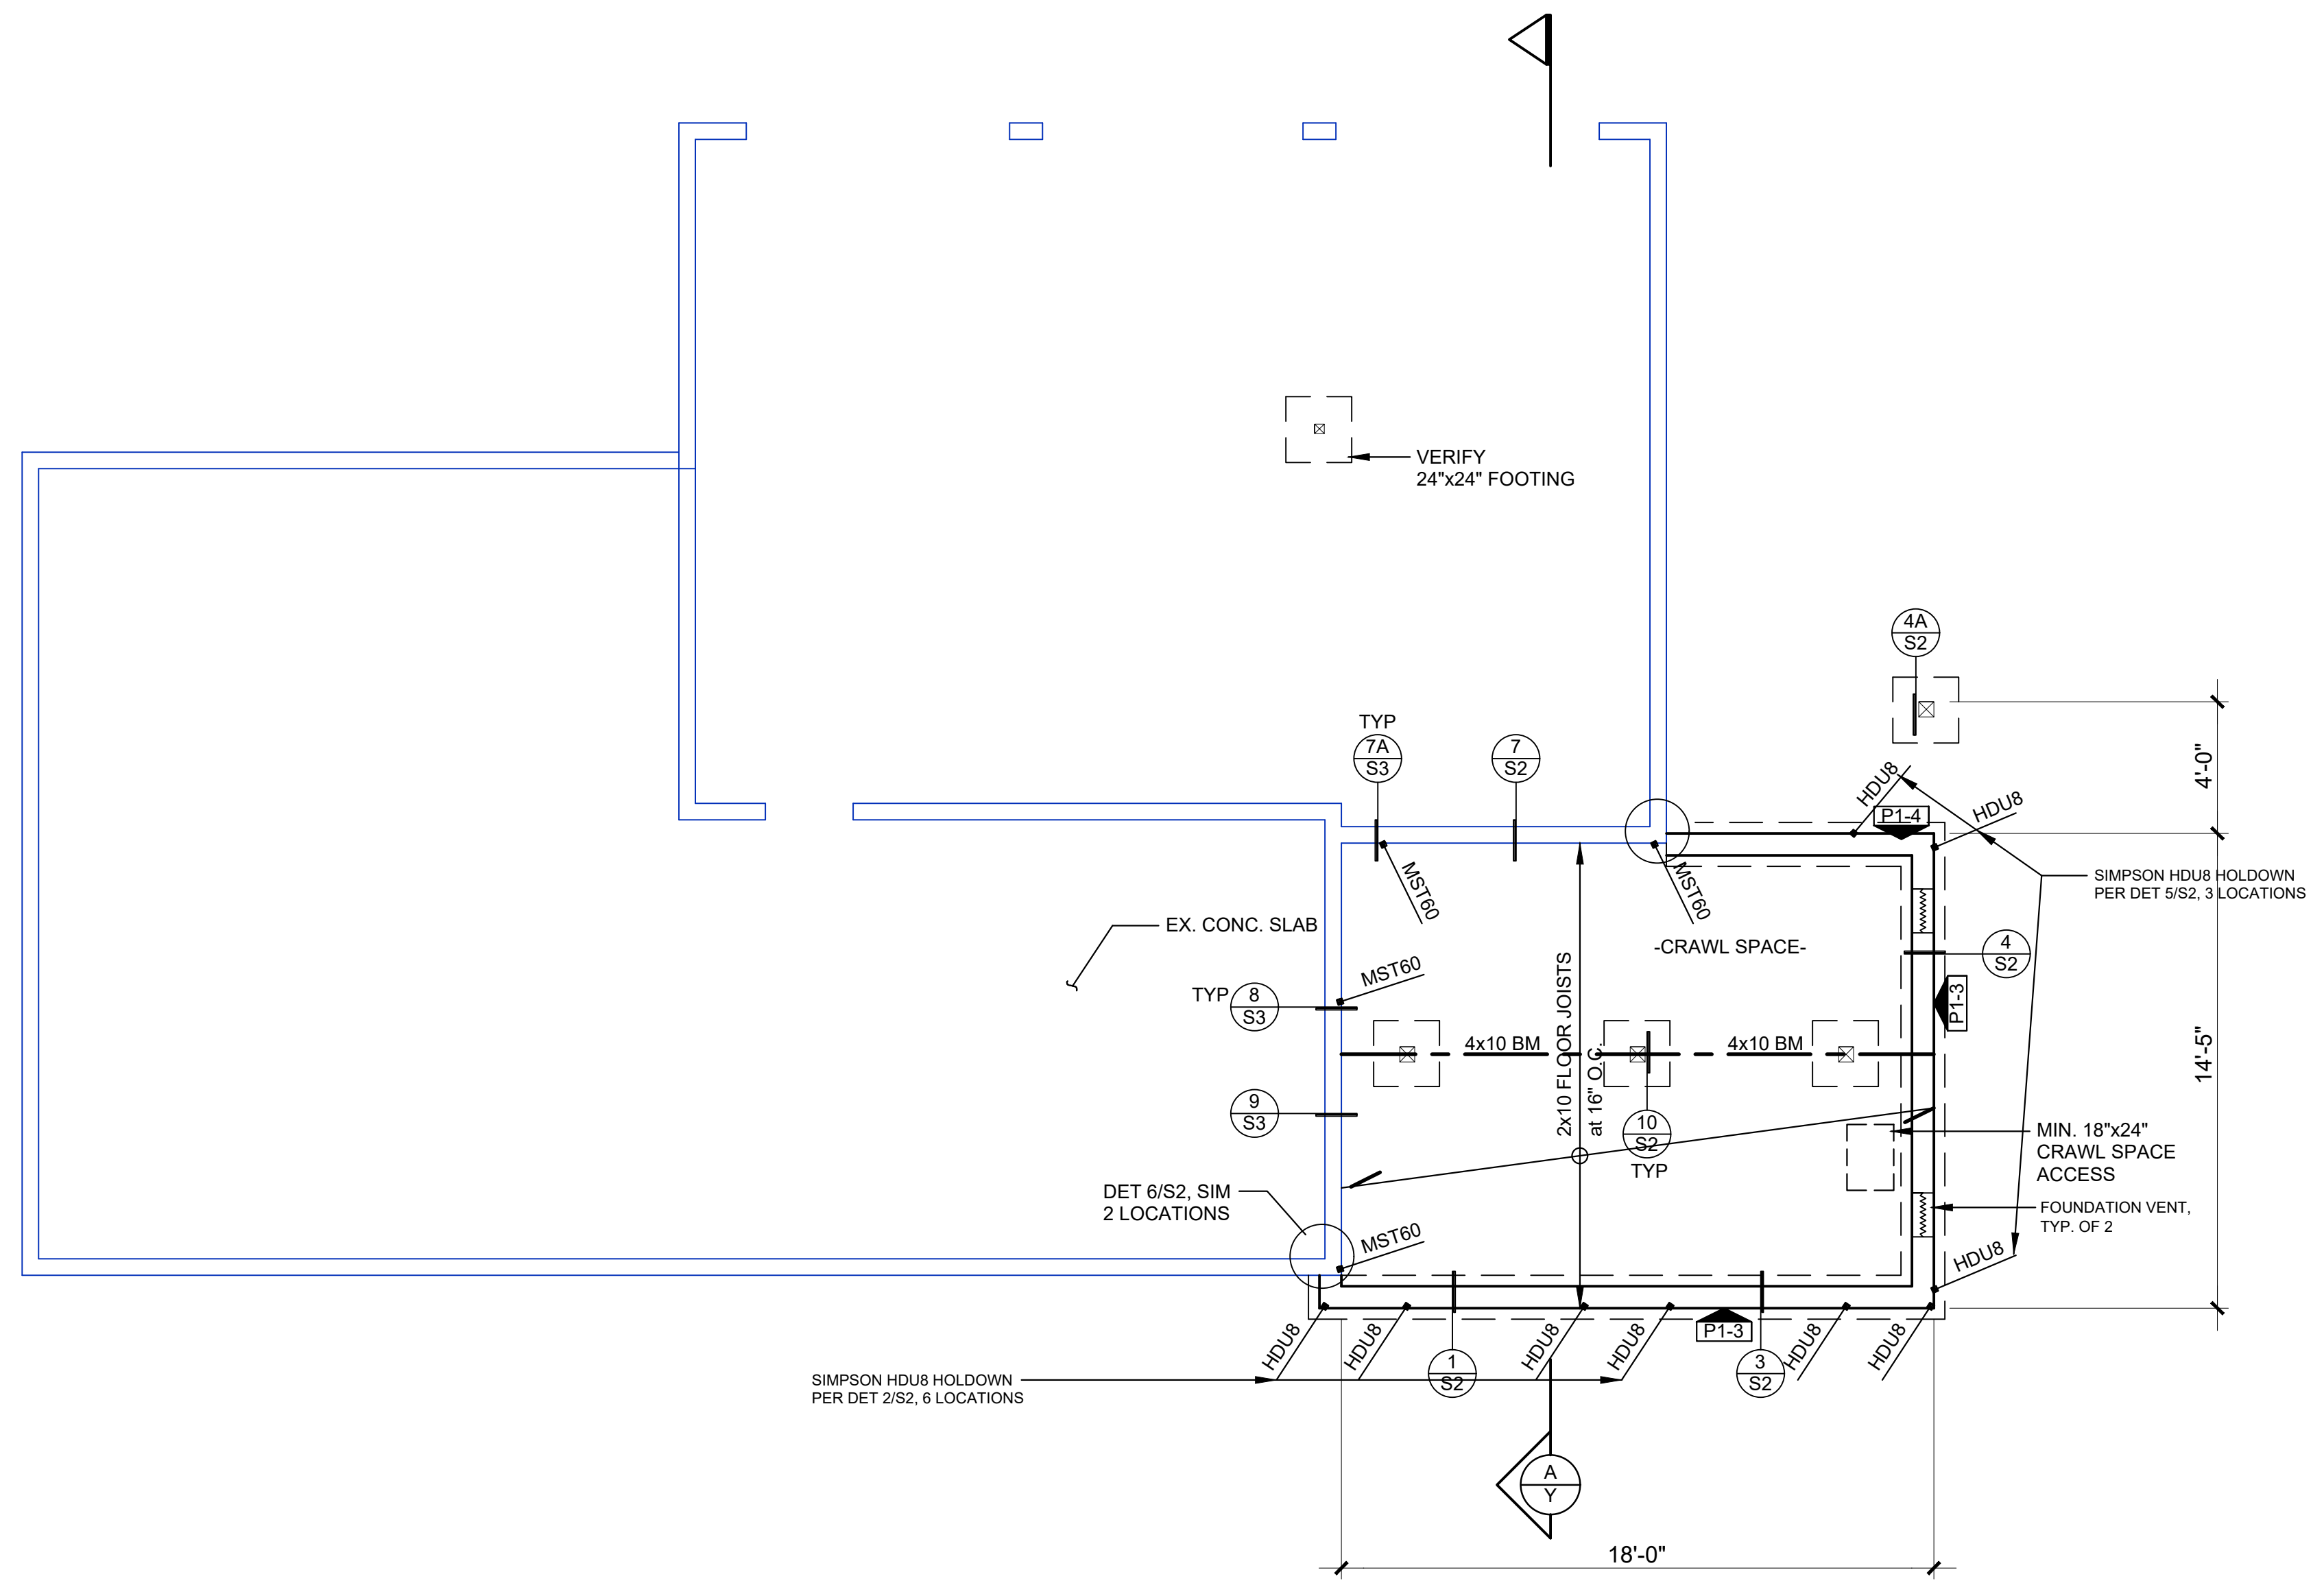 VERIFY
24"x24" FOOTING
4A
S2
TYP
7A
S3
7
S2
4'-0"
HDU8
HDU8
P1-4
MST60
MST60
SIMPSON HDU8 HOLDOWN
PER DET 5/S2, 3 LOCATIONS
EX. CONC. SLAB
-CRAWL SPACE-
4
S2
MST60
TYP
8
S3
P1-3
2x10 FLOOR JOISTS
at 16" O.C.
4x10 BM
4x10 BM
14'-5"
9
S3
10
S2
TYP
MIN. 18"x24"
CRAWL SPACE
ACCESS
DET 6/S2, SIM
2 LOCATIONS
FOUNDATION VENT,
TYP. OF 2
MST60
HDU8
HDU8
HDU8
HDU8
HDU8
P1-3
HDU8
HDU8
1
S2
3
S2
SIMPSON HDU8 HOLDOWN
PER DET 2/S2, 6 LOCATIONS
A
Y
18'-0"